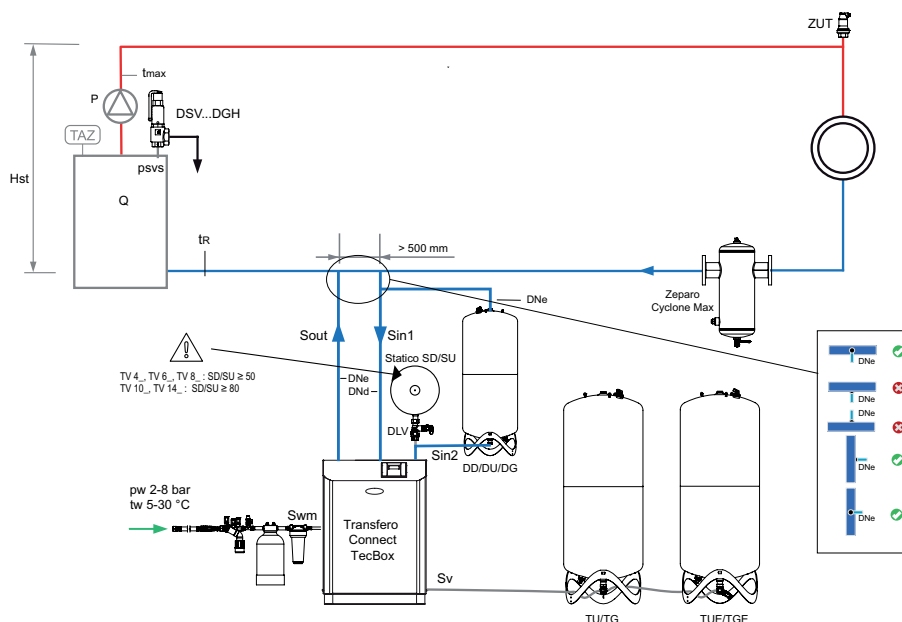 ZUT
tmax
P
DSV...DGH
TAZ
psvs
Hst
Q
tR
> 500 mm
DNe
Zeparo
Cyclone Max
Sout
Sin1
Statico SD/SU
TV 4_, TV 6_, TV 8_ : SD/SU ≥ 50
TV 10_, TV 14_ : SD/SU ≥ 80
DNe
DNd
DLV
Sin2
DD/DU/DG
DNe
DNe
DNe
DNe
DNe
pw 2-8 bar
tw 5-30 °C
Swm
Transfero
Connect
TecBox
Sv
TU/TG
TUE/TGE